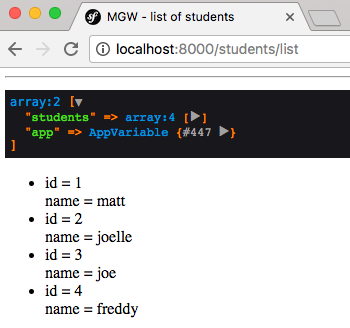 sf MGW - list of students
localhost:8000/students/list
array:2 [▼
"students" => array:4 [▶]
"app" => AppVariable {#447 ▶}
]
• id = 1
name = matt
• id = 2
name = joelle
• id = 3
name = joe
• id = 4
name = freddy